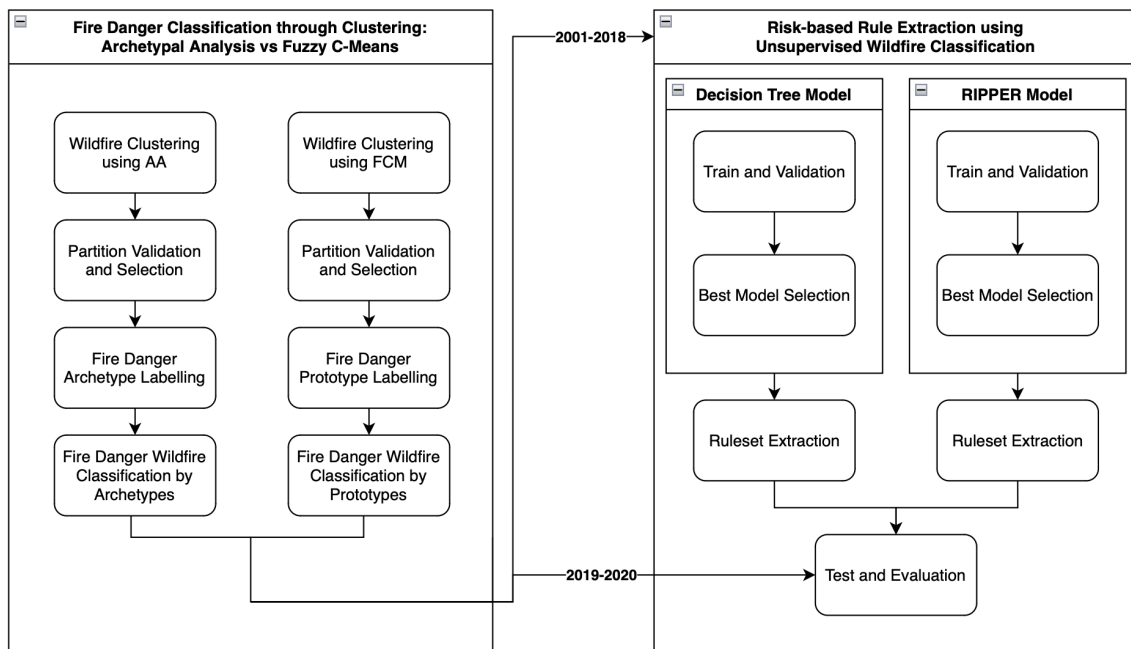 Fire Danger Classification through Clustering:
Archetypal Analysis vs Fuzzy C-Means
Wildfire Clustering
using AA
Partition Validation
and Selection
Fire Danger
Archetype Labelling
Fire Danger Wildfire
Classification by
Archetypes
Wildfire Clustering
using FCM
Partition Validation
and Selection
Fire Danger
Prototype Labelling
Fire Danger Wildfire
Classification by
Prototypes
2001-2018
2019-2020
Risk-based Rule Extraction using
Unsupervised Wildfire Classification
Decision Tree Model
Train and Validation
Best Model Selection
Ruleset Extraction
RIPPER Model
Train and Validation
Best Model Selection
Ruleset Extraction
Test and Evaluation